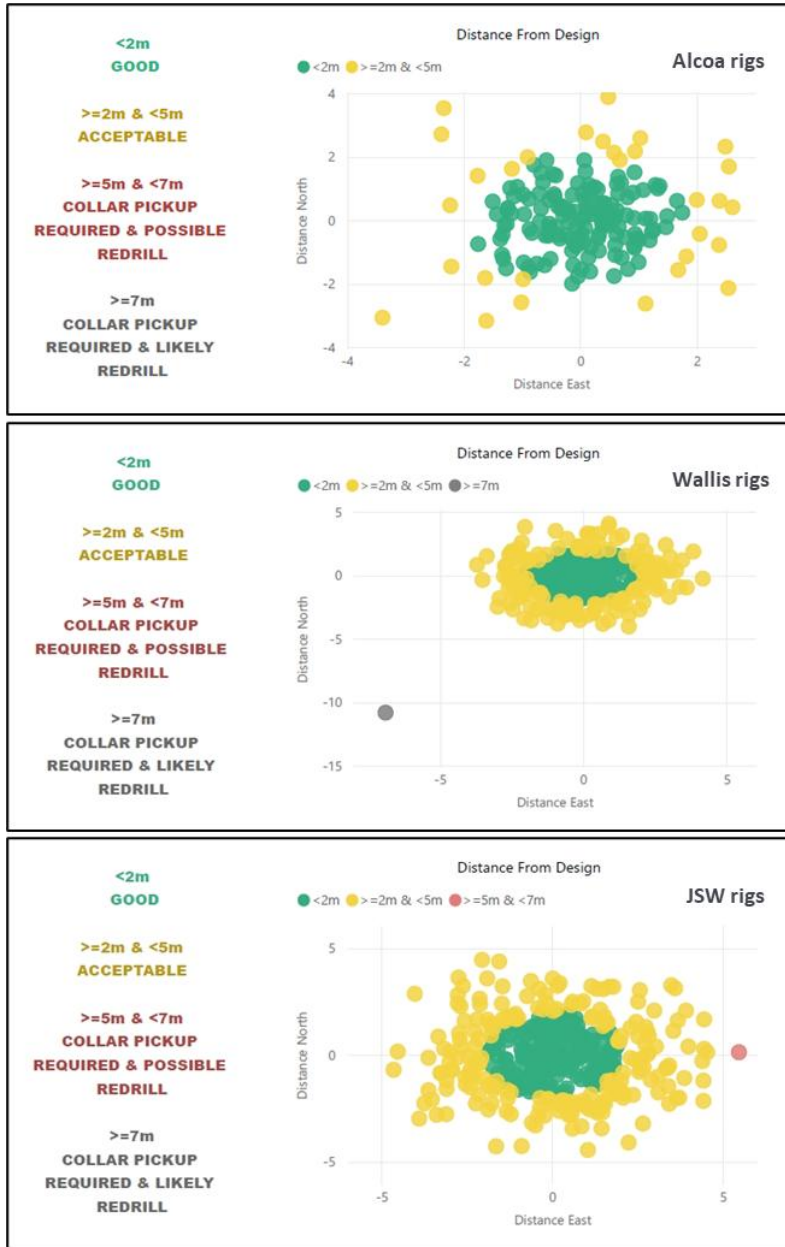 <2m
GOOD
>=2m & <5m
ACCEPTABLE
>=5m & <7m
COLLAR PICKUP
REQUIRED & POSSIBLE
REDRILL
>=7m
COLLAR PICKUP
REQUIRED & LIKELY
REDRILL
Distance From Design
Alcoa rigs
<2m >=2m & <5m
4
2
0
-2
-4
Distance North
-4 -2 0 2
Distance East
<2m
GOOD
>=2m & <5m
ACCEPTABLE
>=5m & <7m
COLLAR PICKUP
REQUIRED & POSSIBLE
REDRILL
>=7m
COLLAR PICKUP
REQUIRED & LIKELY
REDRILL
Distance From Design
Wallis rigs
<2m >=2m & <5m >=7m
5
0
-5
-10
-15
Distance North
-5 0 5
Distance East
<2m
GOOD
>=2m & <5m
ACCEPTABLE
>=5m & <7m
COLLAR PICKUP
REQUIRED & POSSIBLE
REDRILL
>=7m
COLLAR PICKUP
REQUIRED & LIKELY
REDRILL
Distance From Design
JSW rigs
<2m >=2m & <5m >=5m & <7m
5
0
-5
Distance North
-5 0 5
Distance East